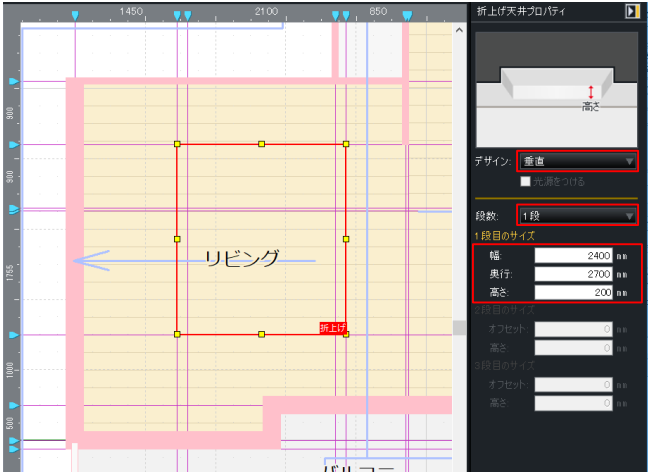 1450 2100 850
900
900
1755
1000
500
リビング
折上げ
バルコニー
折上げ天井プロパティ
高さ
デザイン: 垂直
光源をつける
段数: 1段
1段目のサイズ
幅: 2400 mm
奥行: 2700 mm
高さ: 200 mm
2段目のサイズ
オフセット: 0 mm
高さ: 0 mm
3段目のサイズ
オフセット: 0 mm
高さ: 0 mm